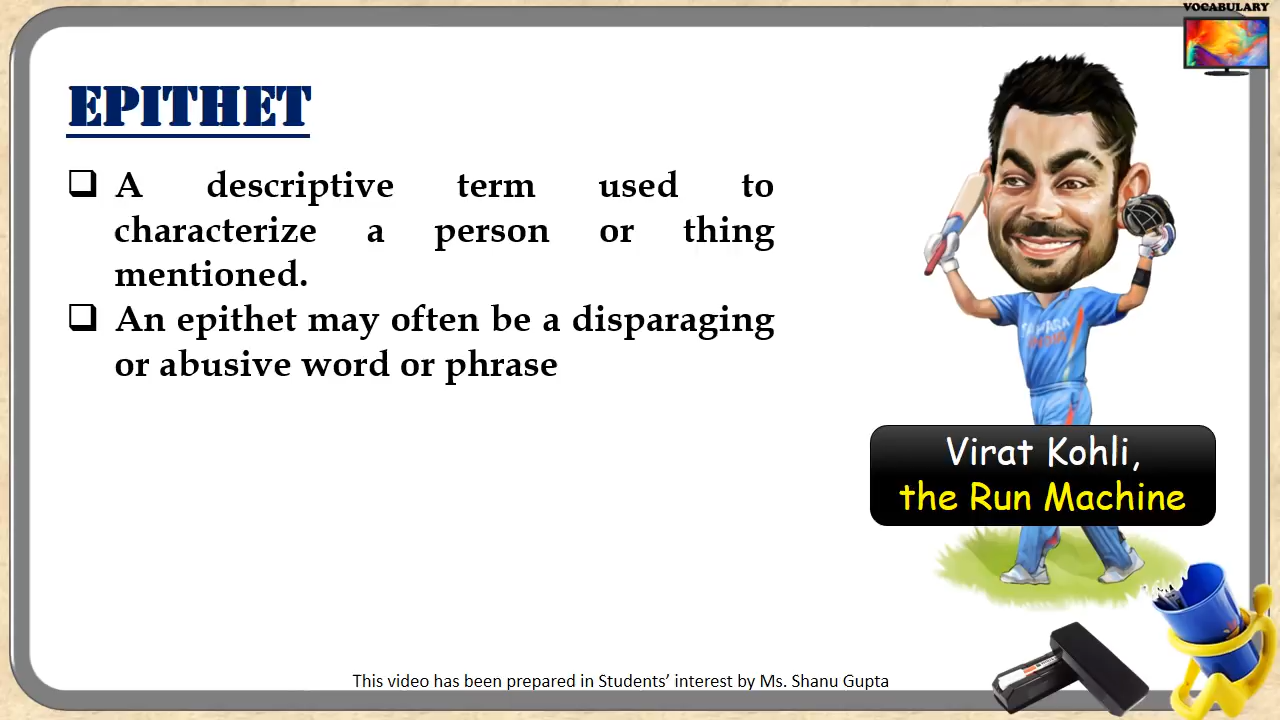 VOCABULARY
EPITHET
A descriptive term used to
characterize a person or thing
mentioned.
An epithet may often be a disparaging
or abusive word or phrase
Virat Kohli,
the Run Machine
This video has been prepared in Students’ interest by Ms. Shanu Gupta